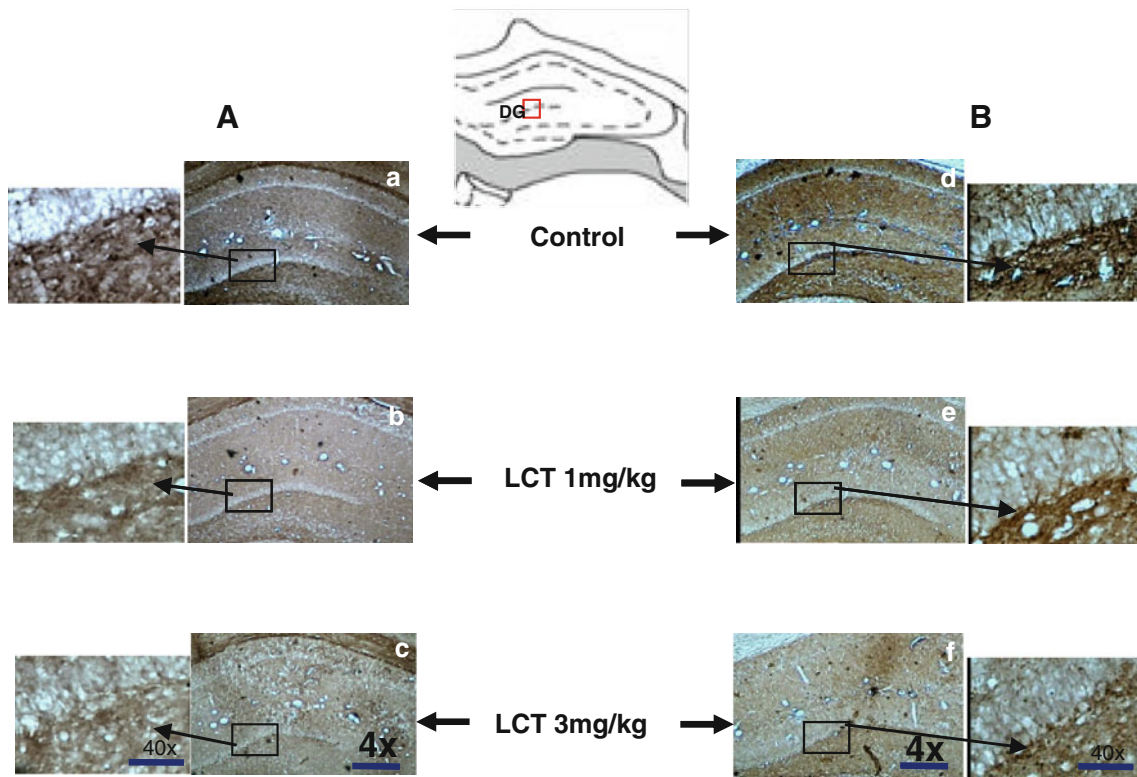 DG
A
B
a
d
Control
b
e
LCT 1mg/kg
c
f
LCT 3mg/kg
40x
4x
4x
40x